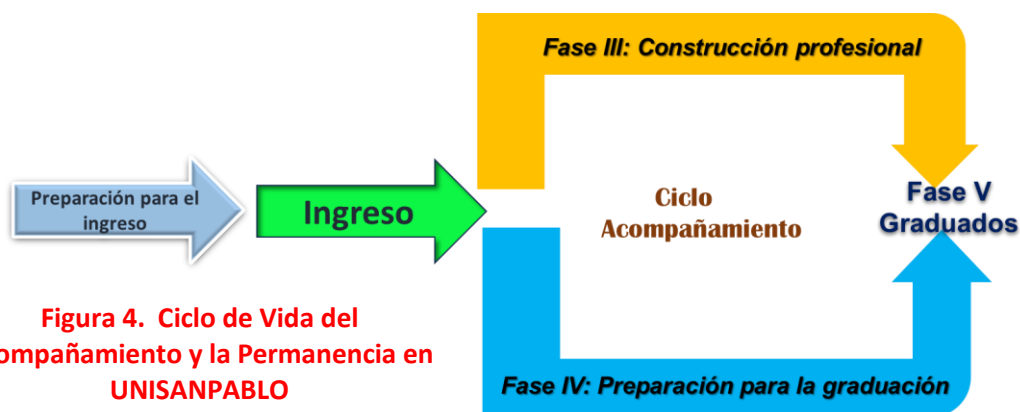 Fase III: Construcción profesional
Preparación para el
ingreso
Ingreso
Ciclo
Acompañamiento
Fase V
Graduados
Figura 4. Ciclo de Vida del
ompañamiento y la Permanencia en
UNISANPABLO
Fase IV: Preparación para la graduación